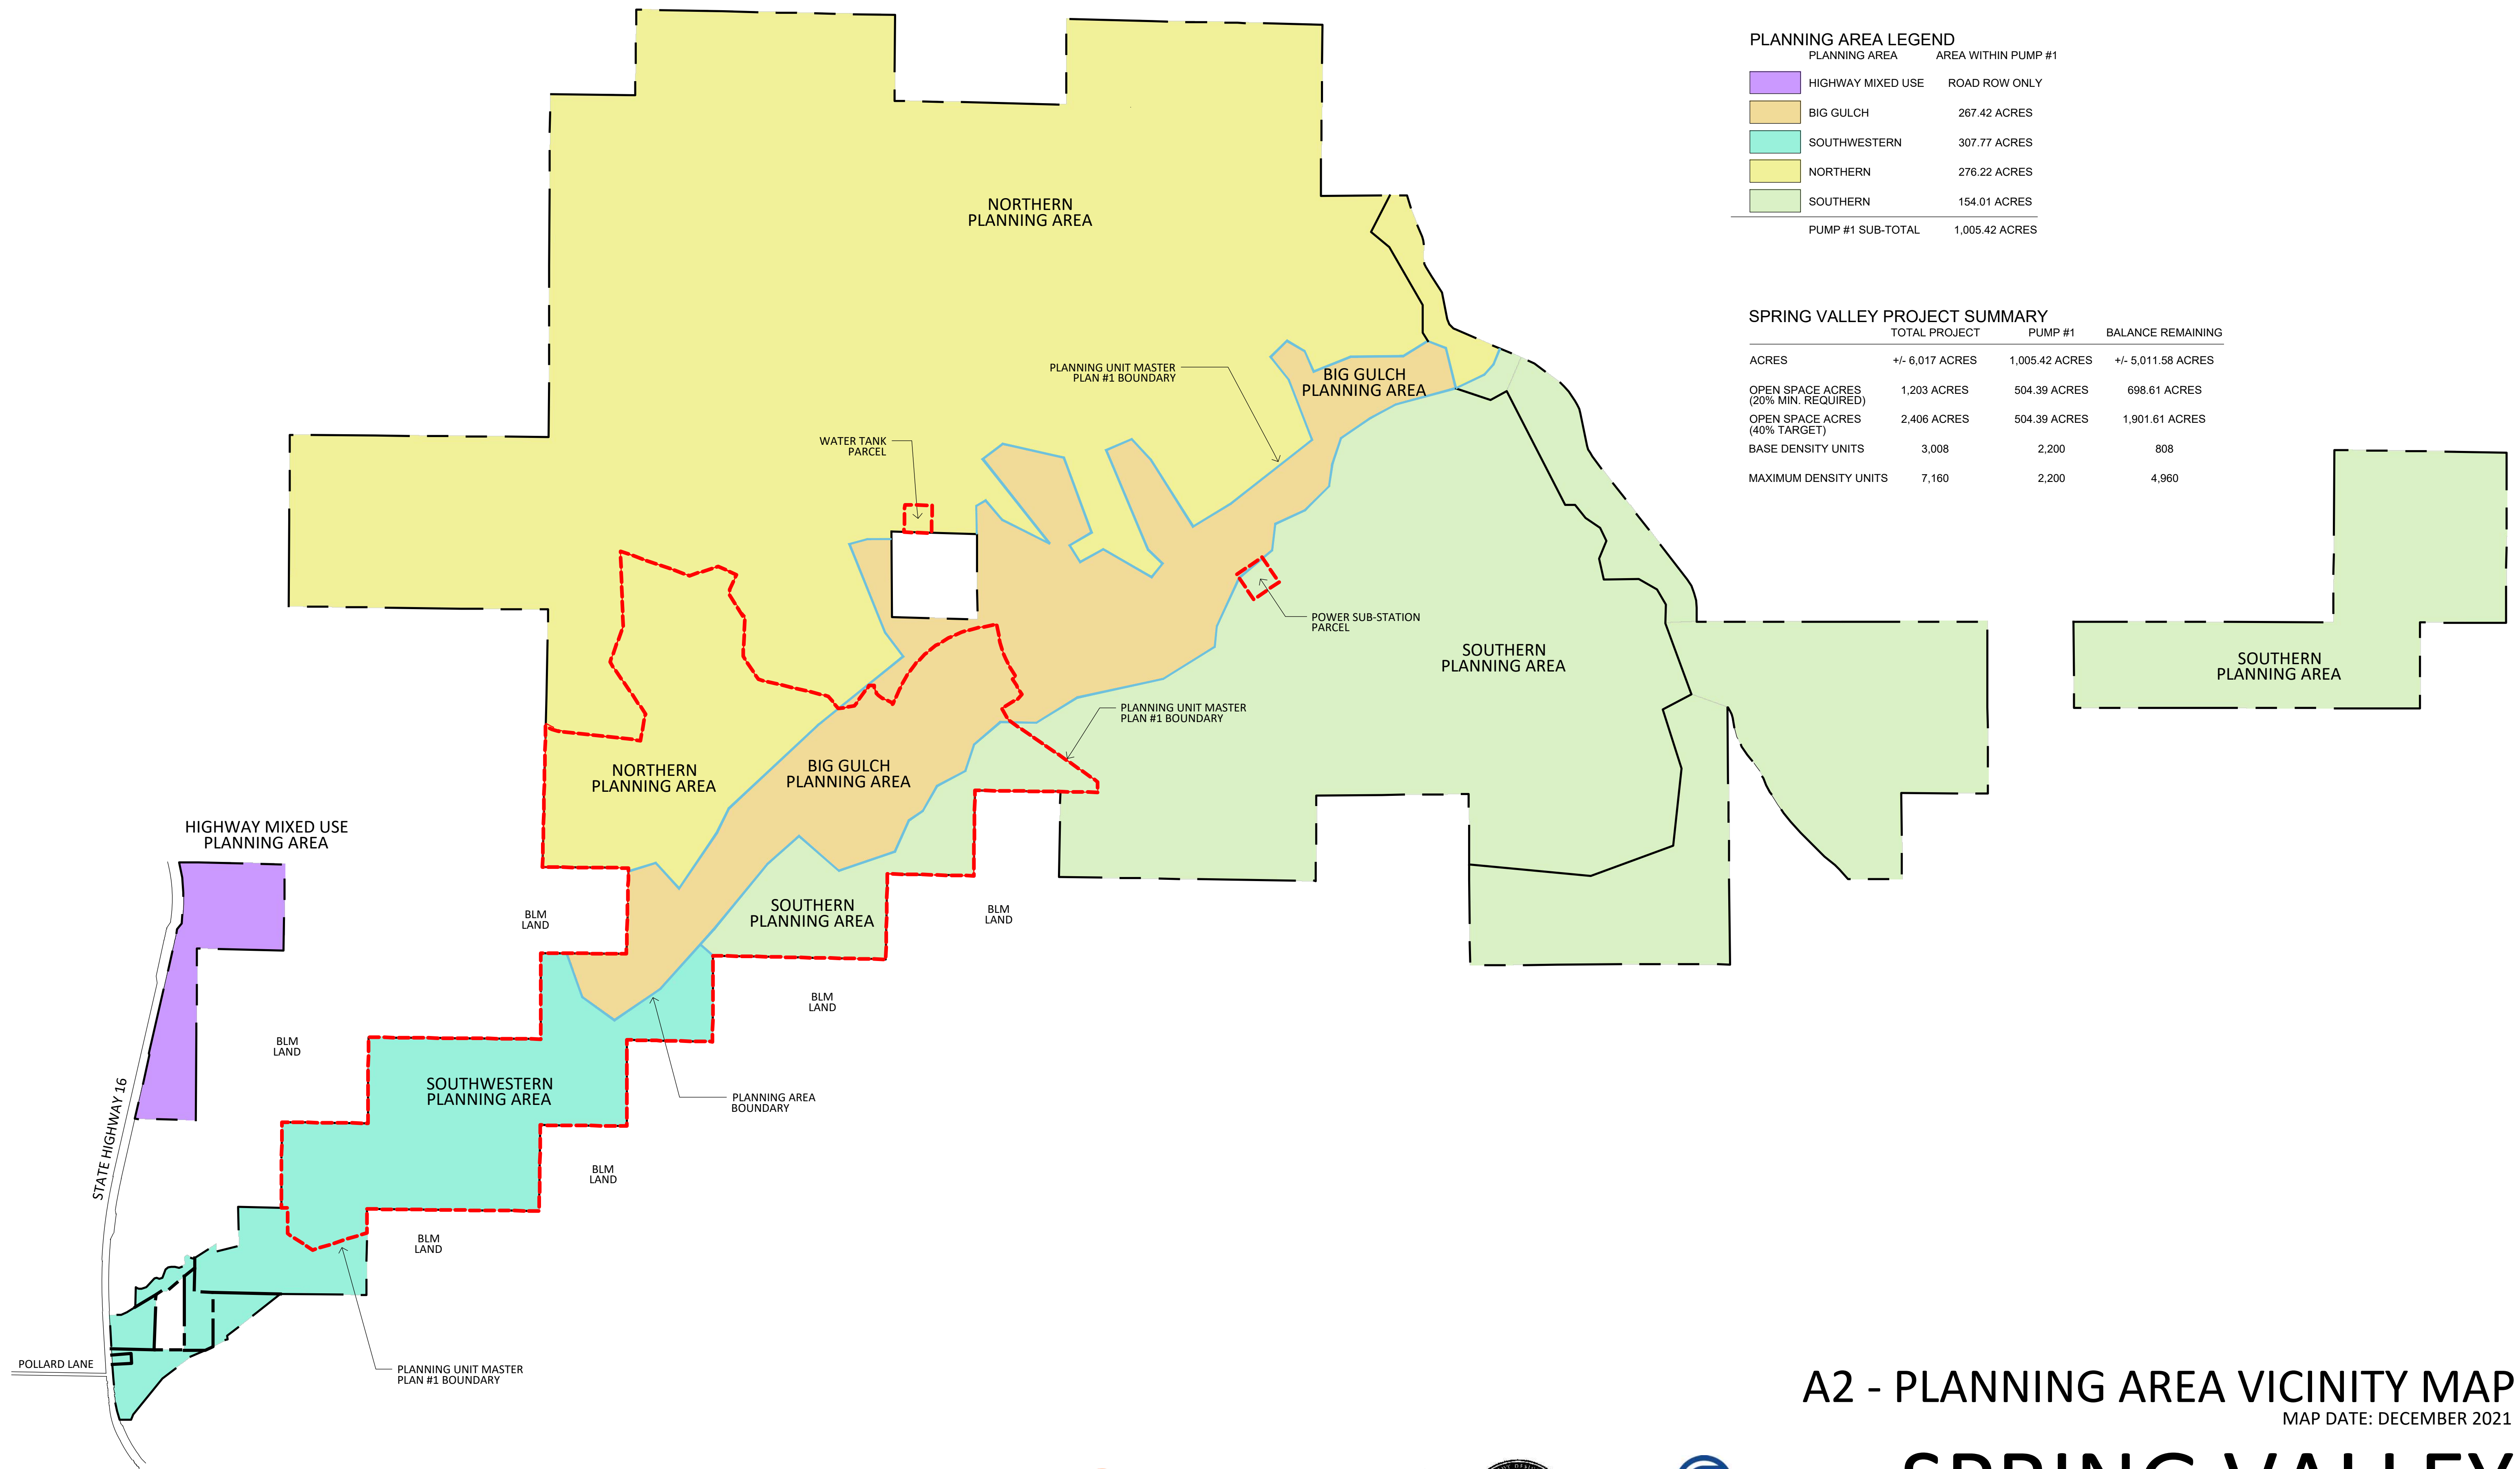 PLANNING AREA LEGEND
PLANNING AREA AREA WITHIN PUMP #1
HIGHWAY MIXED USE ROAD ROW ONLY
BIG GULCH 267.42 ACRES
SOUTHWESTERN 307.77 ACRES
NORTHERN 276.22 ACRES
SOUTHERN 154.01 ACRES
PUMP #1 SUB-TOTAL 1,005.42 ACRES
SPRING VALLEY PROJECT SUMMARY
TOTAL PROJECT PUMP #1 BALANCE REMAINING
ACRES +/- 6,017 ACRES 1,005.42 ACRES +/- 5,011.58 ACRES
OPEN SPACE ACRES 1,203 ACRES 504.39 ACRES 698.61 ACRES
(20% MIN. REQUIRED)
OPEN SPACE ACRES 2,406 ACRES 504.39 ACRES 1,901.61 ACRES
(40% TARGET)
BASE DENSITY UNITS 3,008 2,200 808
MAXIMUM DENSITY UNITS 7,160 2,200 4,960
NORTHERN
PLANNING AREA
PLANNING UNIT MASTER
PLAN #1 BOUNDARY
BIG GULCH
PLANNING AREA
WATER TANK
PARCEL
POWER SUB-STATION
PARCEL
SOUTHERN
PLANNING AREA
SOUTHERN
PLANNING AREA
PLANNING UNIT MASTER
PLAN #1 BOUNDARY
NORTHERN
PLANNING AREA
BIG GULCH
PLANNING AREA
HIGHWAY MIXED USE
PLANNING AREA
SOUTHERN
PLANNING AREA
BLM
LAND
BLM
LAND
BLM
LAND
BLM
LAND
SOUTHWESTERN
PLANNING AREA
PLANNING AREA
BOUNDARY
STATE HIGHWAY 16
BLM
LAND
BLM
LAND
POLLARD LANE
PLANNING UNIT MASTER
PLAN #1 BOUNDARY
A2 - PLANNING AREA VICINITY MAP
MAP DATE: DECEMBER 2021
SPRING VALLEY